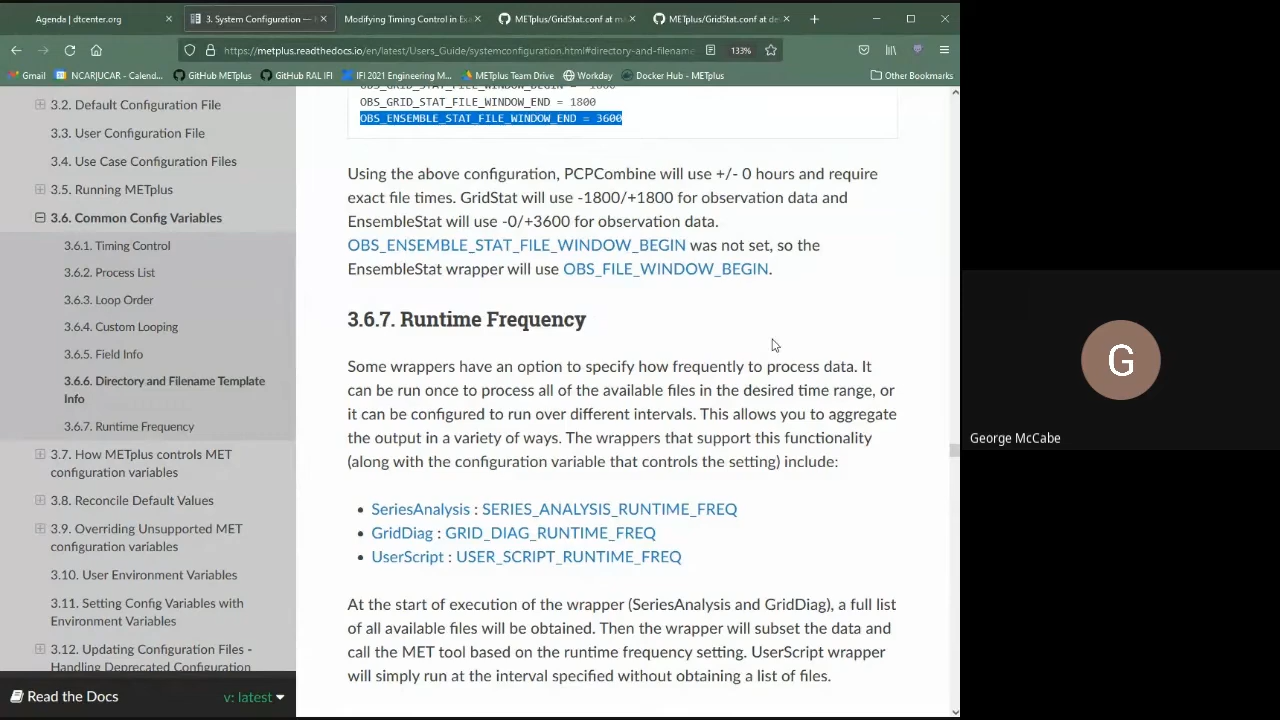 Agenda | dtcenter.org
3. System Configuration —
Modifying Timing Control in Exe
METplus/GridStat.conf at ma
METplus/GridStat.conf at de
https://metplus.readthedocs.io/en/latest/Users_Guide/systemconfiguration.html#directory-and-filename-
133%
Gmail
NCAR|UCAR - Calend...
GitHub METplus
GitHub RAL IFI
IFI 2021 Engineering M...
METplus Team Drive
Workday
Docker Hub - METplus
Other Bookmarks
3.2. Default Configuration File
3.3. User Configuration File
3.4. Use Case Configuration Files
3.5. Running METplus
3.6. Common Config Variables
3.6.1. Timing Control
3.6.2. Process List
3.6.3. Loop Order
3.6.4. Custom Looping
3.6.5. Field Info
3.6.6. Directory and Filename Template
Info
3.6.7. Runtime Frequency
3.7. How METplus controls MET
configuration variables
3.8. Reconcile Default Values
3.9. Overriding Unsupported MET
configuration variables
3.10. User Environment Variables
3.11. Setting Config Variables with
Environment Variables
3.12. Updating Configuration Files -
Handling Deprecated Configuration
Read the Docs
v: latest
OBS_GRID_STAT_FILE_WINDOW_BEGIN = -1800
OBS_GRID_STAT_FILE_WINDOW_END = 1800
OBS_ENSEMBLE_STAT_FILE_WINDOW_END = 3600
Using the above configuration, PCPCombine will use +/- 0 hours and require
exact file times. GridStat will use -1800/+1800 for observation data and
EnsembleStat will use -0/+3600 for observation data.
OBS_ENSEMBLE_STAT_FILE_WINDOW_BEGIN was not set, so the
EnsembleStat wrapper will use OBS_FILE_WINDOW_BEGIN.
3.6.7. Runtime Frequency
Some wrappers have an option to specify how frequently to process data. It
can be run once to process all of the available files in the desired time range, or
it can be configured to run over different intervals. This allows you to aggregate
the output in a variety of ways. The wrappers that support this functionality
(along with the configuration variable that controls the setting) include:
• SeriesAnalysis : SERIES_ANALYSIS_RUNTIME_FREQ
• GridDiag : GRID_DIAG_RUNTIME_FREQ
• UserScript : USER_SCRIPT_RUNTIME_FREQ
At the start of execution of the wrapper (SeriesAnalysis and GridDiag), a full list
of all available files will be obtained. Then the wrapper will subset the data and
call the MET tool based on the runtime frequency setting. UserScript wrapper
will simply run at the interval specified without obtaining a list of files.
G
George McCabe